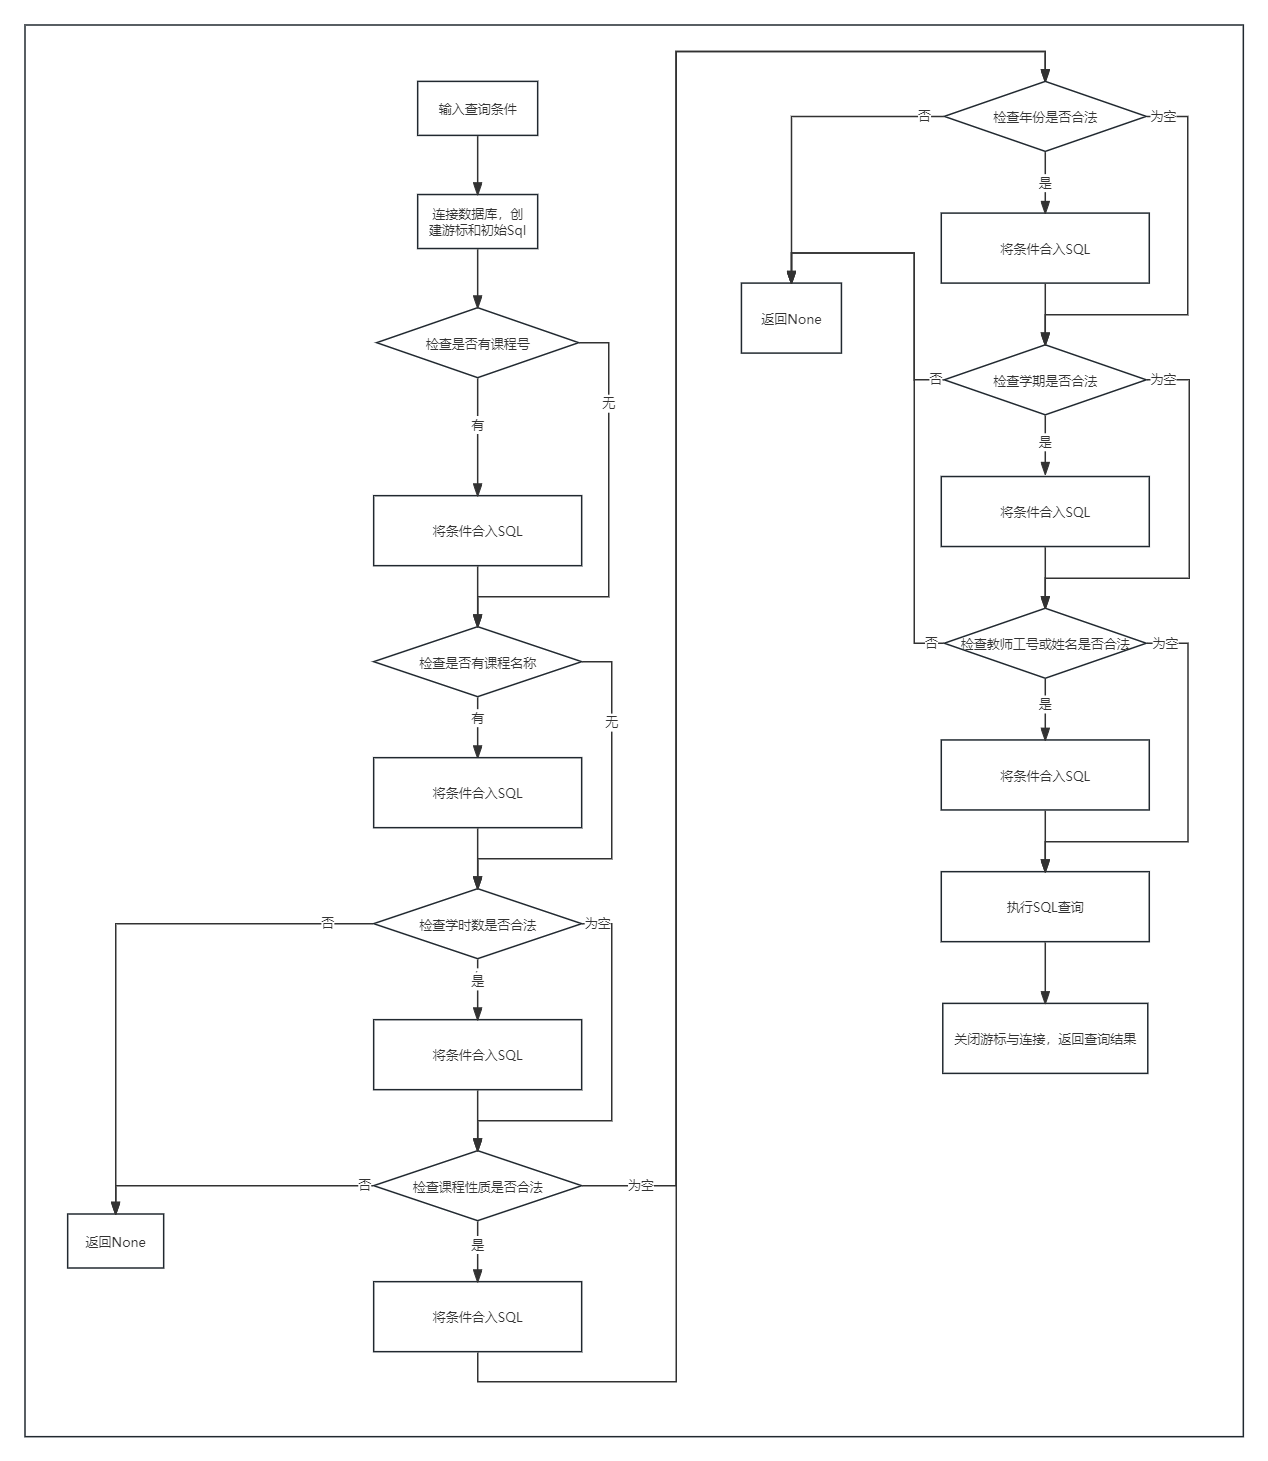 输入查询条件
连接数据库，创
建游标和初始Sql
检查是否有课程号
无
有
将条件合入SQL
检查是否有课程名称
有
无
将条件合入SQL
否
检查学时数是否合法
为空
是
将条件合入SQL
否
检查课程性质是否合法
为空
返回None
是
将条件合入SQL
否
检查年份是否合法
为空
是
将条件合入SQL
返回None
否
检查学期是否合法
为空
是
将条件合入SQL
否
检查教师工号或姓名是否合法
为空
是
将条件合入SQL
执行SQL查询
关闭游标与连接，返回查询结果